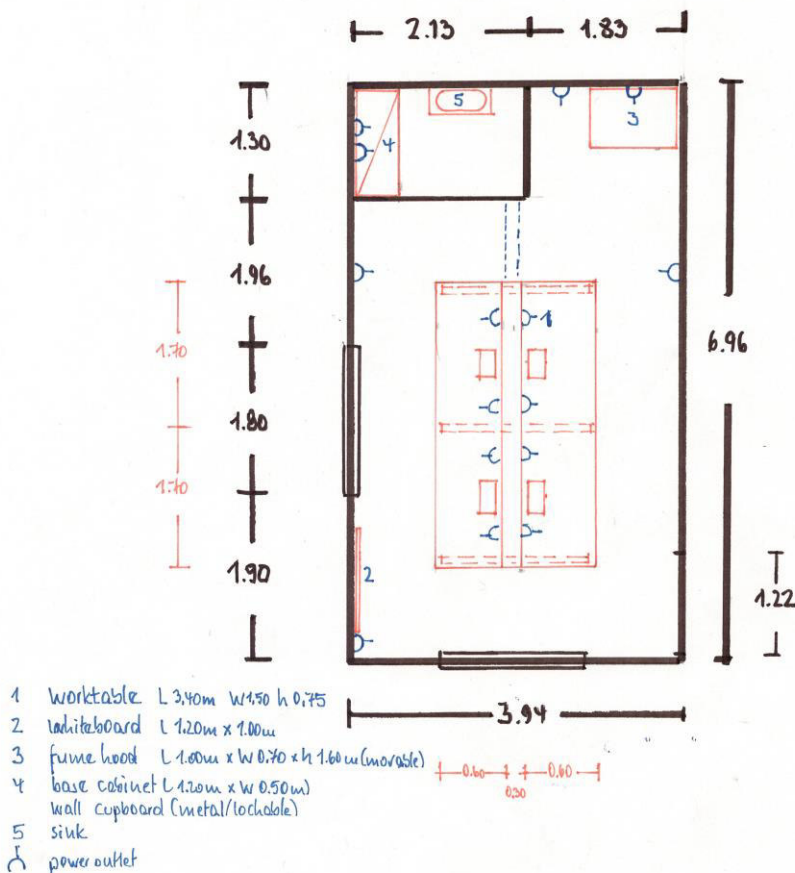 2.13 1.83
5
3
4
1.30
1.96
1
1.70
6.96
1.80
1.70
1.90
2
1.22
3.94
1 worktable L 3,40m W1,50 h 0,75
2 whiteboard L 1.20m x 1.00m
3 fume hood L 1.00m x W 0.70 x h 1.60m (movable)
0.60 0.60
0.30
4 base cabinet L 1.20m x W 0.50m)
wall cupboard (metal/lochable)
5 sink
power outlet